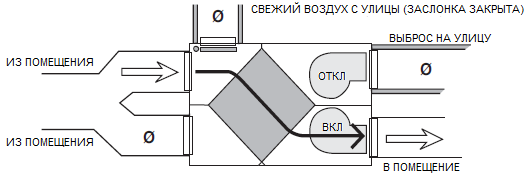 СВЕЖИЙ ВОЗДУХ С УЛИЦЫ (ЗАСЛОНКА ЗАКРЫТА)
Ø
ВЫБРОС НА УЛИЦУ
ИЗ ПОМЕЩЕНИЯ
ОТКЛ
Ø
ВКЛ
Ø
ИЗ ПОМЕЩЕНИЯ
В ПОМЕЩЕНИЕ